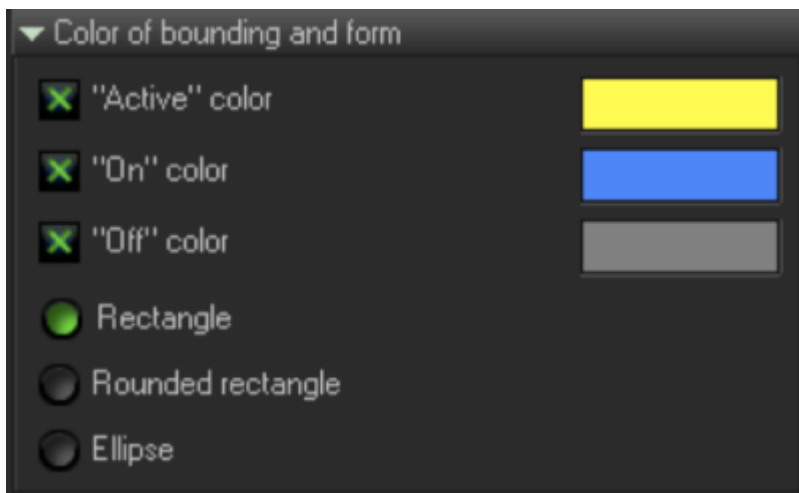 Color of bounding and form
"Active" color
"On" color
"Off" color
Rectangle
Rounded rectangle
Ellipse